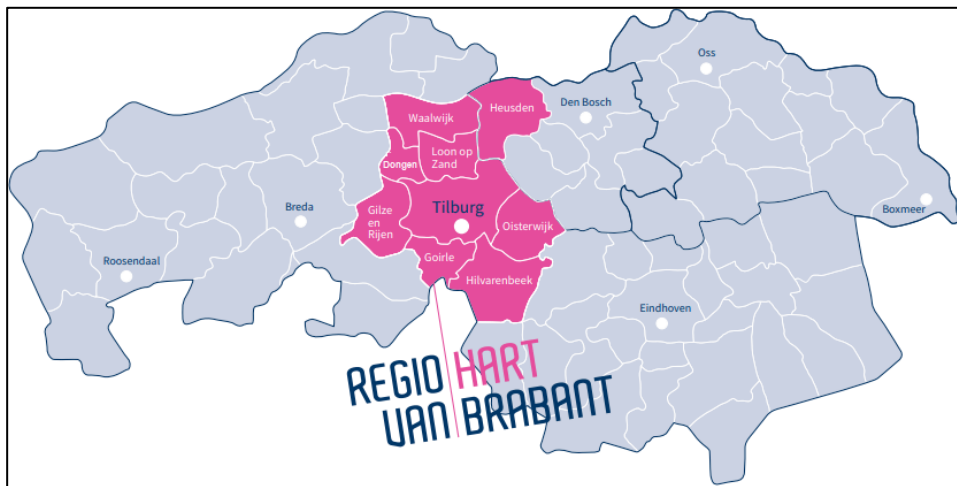 Oss
Den Bosch
Heusden
Waalwijk
Loon op
Zand
Dongen
Boxmeer
Breda
Tilburg
Gilze
en
Rijen
Oisterwijk
Goirle
Roosendaal
Hilvarenbeek
Eindhoven
REGIO HART
VAN BRABANT